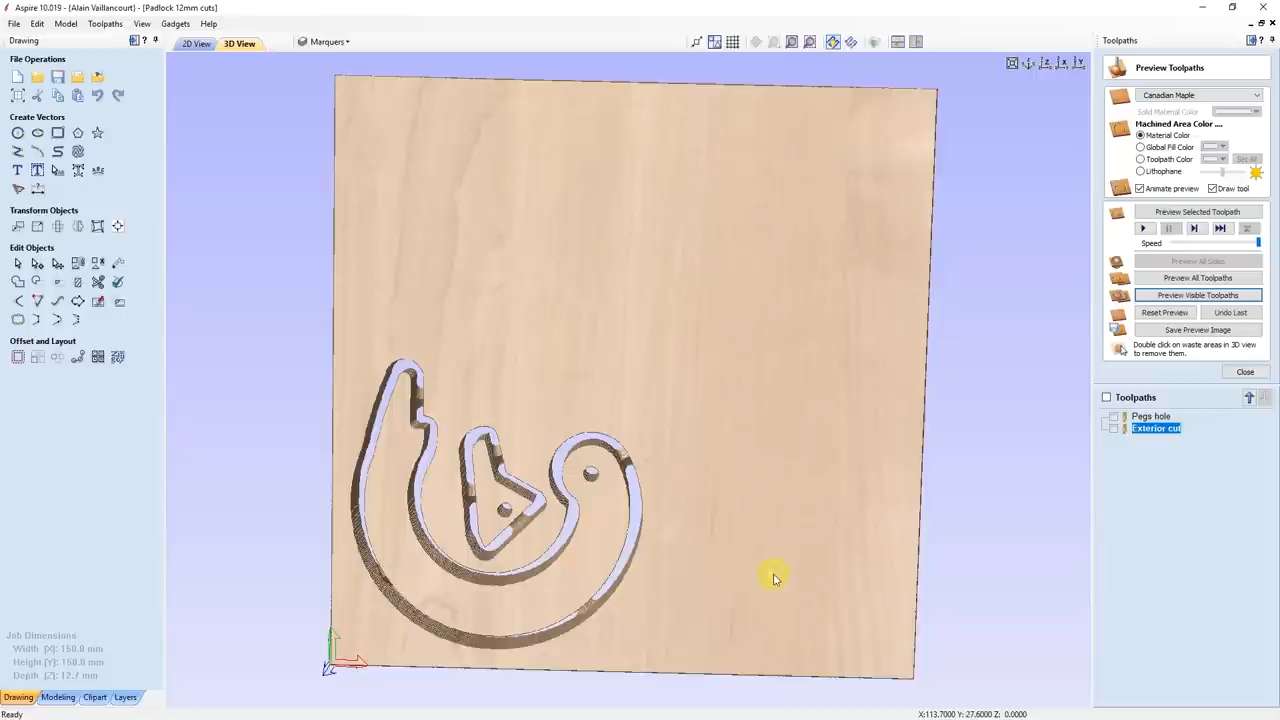 Aspire 10.019 - {Alain Vaillancourt} - [Padlock 12mm cuts]
File Edit Model Toolpaths View Gadgets Help
Drawing
2D View 3D View Marquers
Toolpaths
File Operations
Create Vectors
Transform Objects
Edit Objects
Offset and Layout
Job Dimensions
Width [X]: 150.0 mm
Height [Y]: 150.0 mm
Depth [Z]: 12.7 mm
Drawing Modeling Clipart Layers
Ready
X:113.7000 Y: 27.6000 Z: 0.0000
Preview Toolpaths
Canadian Maple
Solid Material Color
Machined Area Color ....
Material Color
Global Fill Color
Toolpath Color Set All
Lithophane
Animate preview Draw tool
Preview Selected Toolpath
Speed
Preview All Sides
Preview All Toolpaths
Preview Visible Toolpaths
Reset Preview Undo Last
Save Preview Image
Double click on waste areas in 3D view
to remove them.
Close
Toolpaths
Pegs hole
Exterior cut